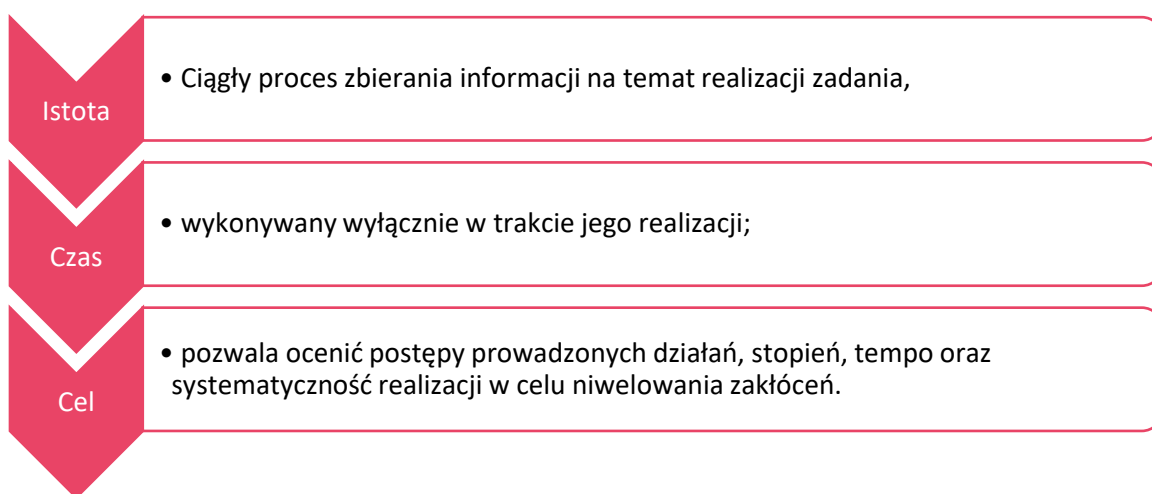 Istota
• Ciągły proces zbierania informacji na temat realizacji zadania,
Czas
• wykonywany wyłącznie w trakcie jego realizacji;
Cel
• pozwala ocenić postępy prowadzonych działań, stopień, tempo oraz
systematyczność realizacji w celu niwelowania zakłóceń.